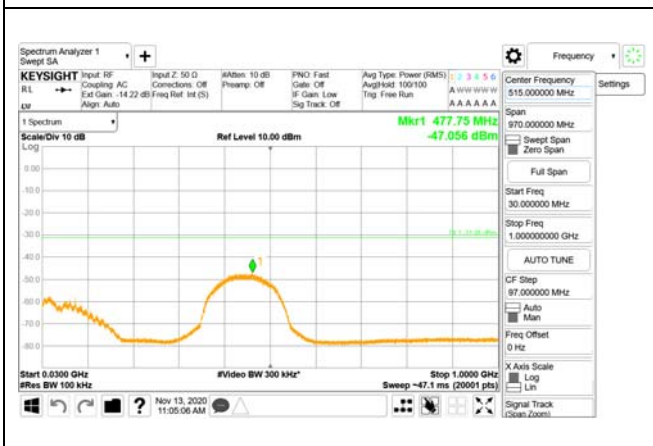 Spectrum Analyzer 1
Swept SA
+
Frequency
Settings
KEYSIGHT
RL
Input: RF
Coupling: AC
Ext Gain: -14.22 dB
Align: Auto
Input Z: 50 Ω
Corrections: Off
Freq Ref: Int (S)
#Atten: 10 dB
Preamp: Off
PNO: Fast
Gate: Off
IF Gain: Low
Sig Track: Off
Avg Type: Power (RMS)
Avg|Hold: 100/100
Trig: Free Run
1 2 3 4 5 6
A W W W W W
A A A A A A
1 Spectrum
Scale/Div 10 dB
Log
Ref Level 10.00 dBm
Mkr1 477.75 MHz
-47.056 dBm
0.00
-10.0
-20.0
-30.0
-40.0
-50.0
-60.0
-70.0
-80.0
1
Start 0.0300 GHz
#Res BW 100 kHz
#Video BW 300 kHz*
Stop 1.0000 GHz
Sweep ~47.1 ms (20001 pts)
Nov 13, 2020
11:05:06 AM
?
Center Frequency
515.000000 MHz
Span
970.000000 MHz
Swept Span
Zero Span
Full Span
Start Freq
30.000000 MHz
Stop Freq
1.000000000 GHz
AUTO TUNE
CF Step
97.000000 MHz
Auto
Man
Freq Offset
0 Hz
X Axis Scale
Log
Lin
Signal Track
(Span Zoom)